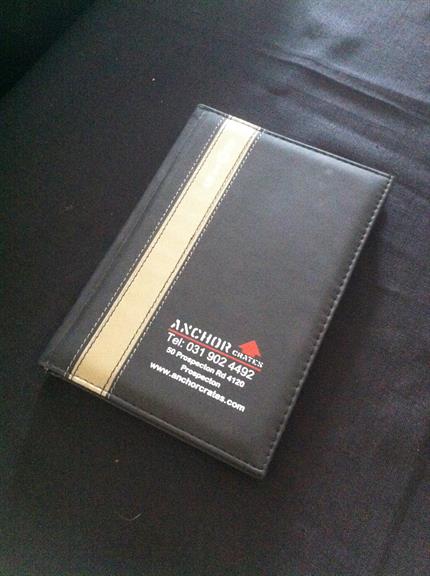 ANCHOR CRATES
Tel: 031 902 4492
50 Prospecton Rd 4120
Prospecton
www.anchorcrates.com